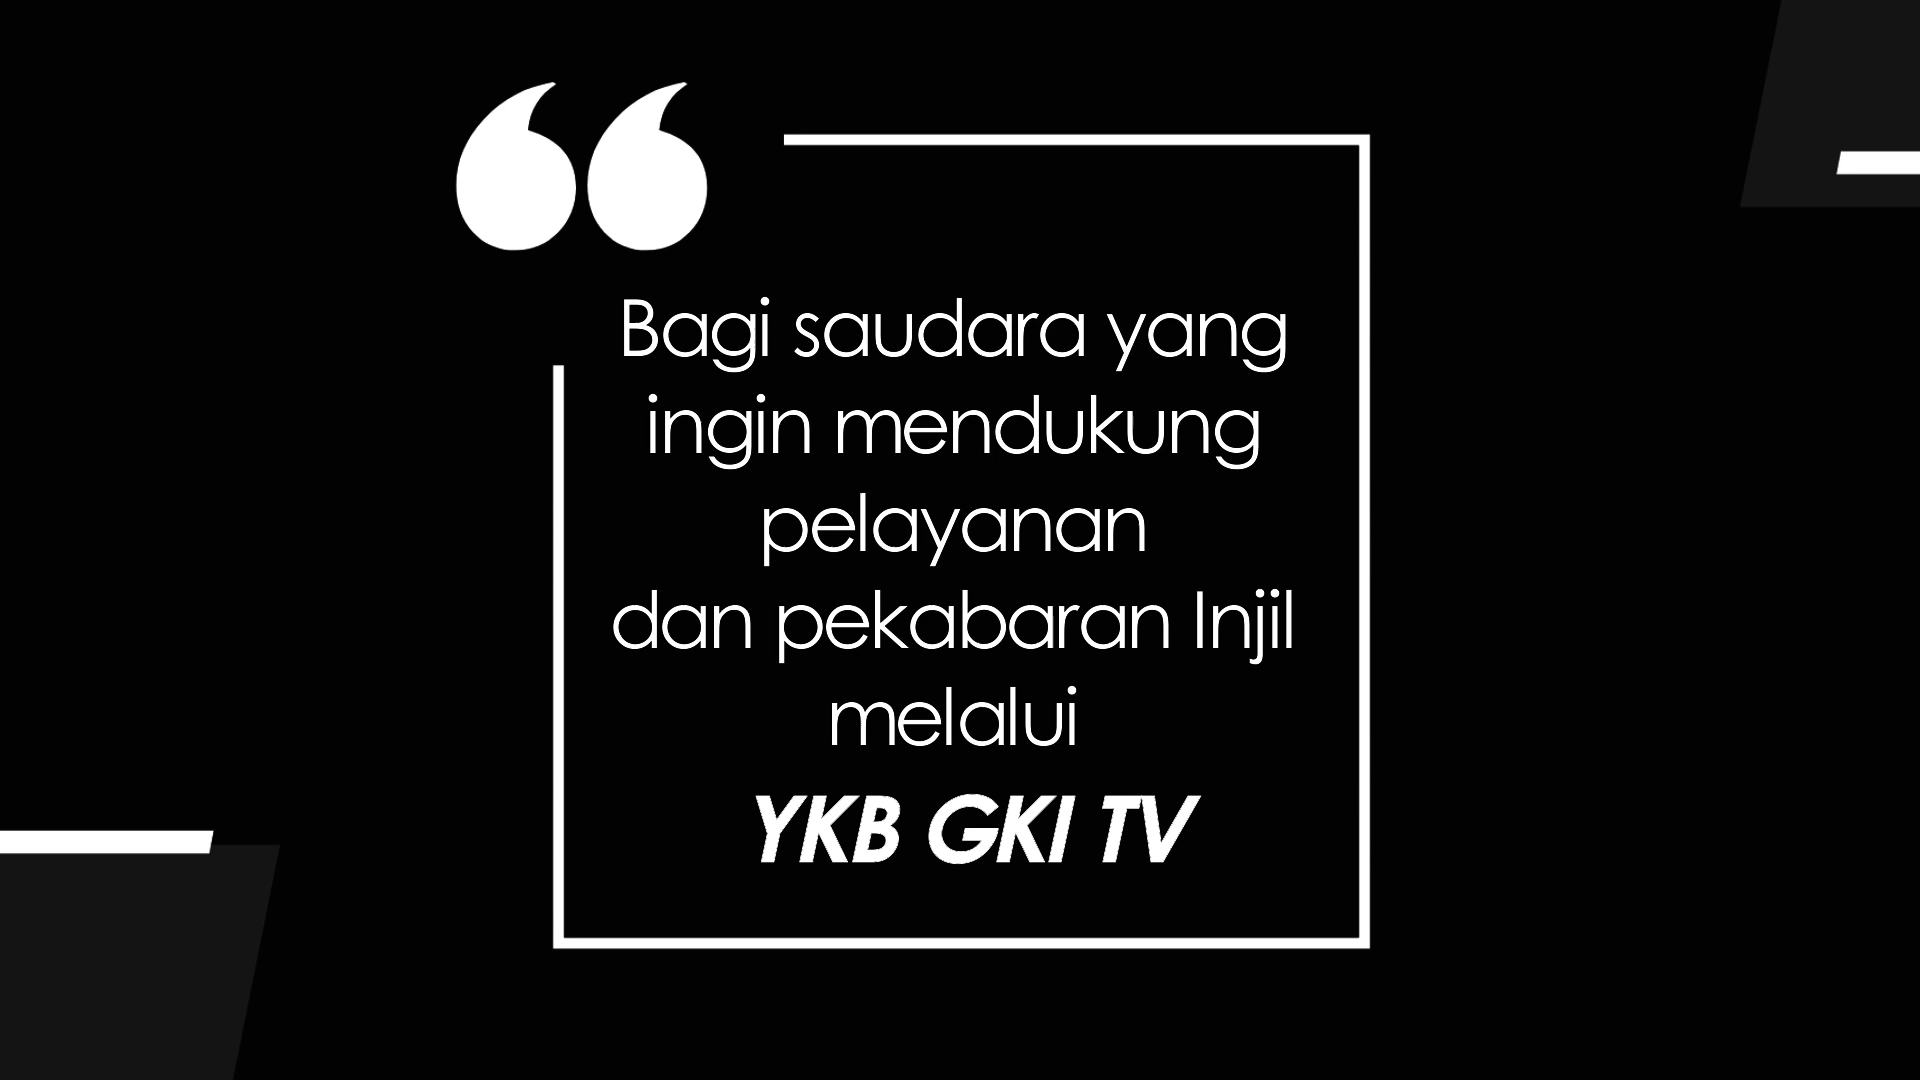 Bagi saudara yang
ingin mendukung
pelayanan
dan pekabaran Injil
melalui
YKB GKI TV